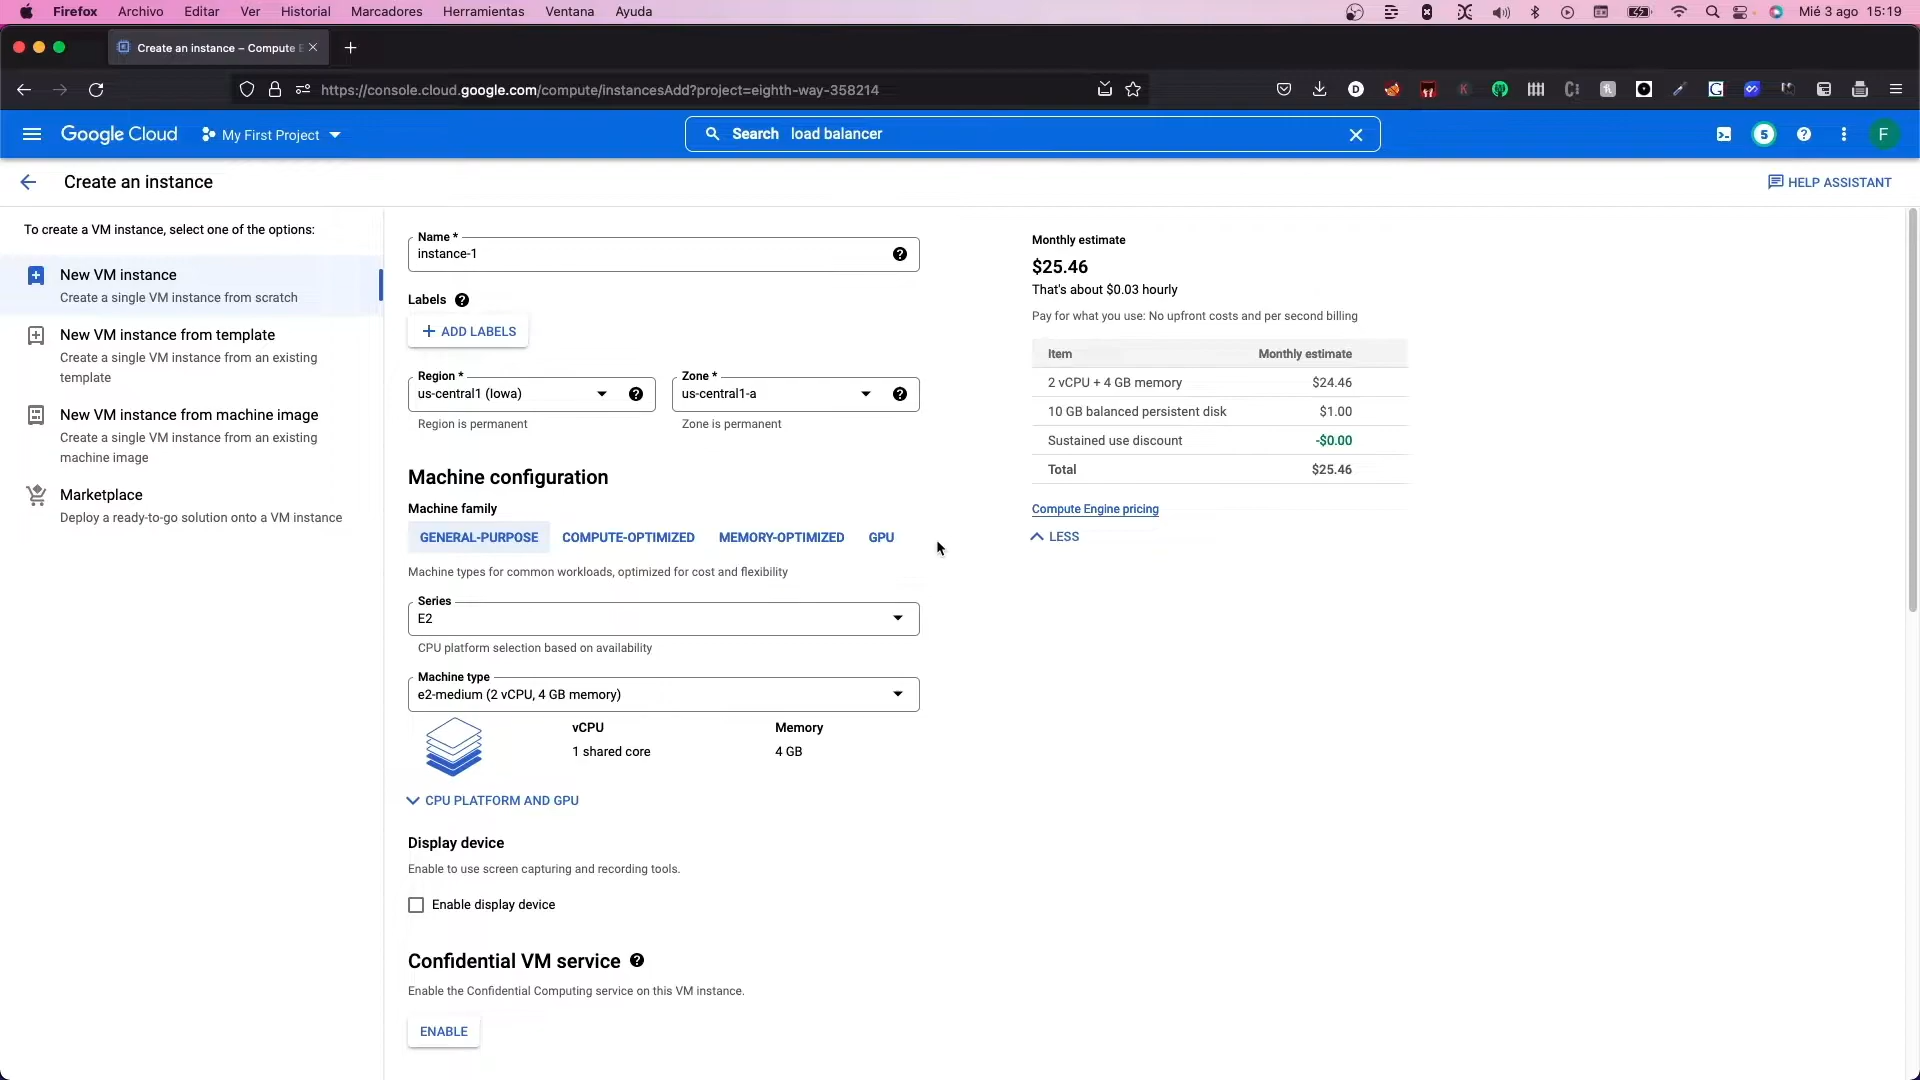 Firefox Archivo Editar Ver Historial Marcadores Herramientas Ventana Ayuda Mié 3 ago 15:19
Create an instance – Compute E
https://console.cloud.google.com/compute/instancesAdd?project=eighth-way-358214
Google Cloud My First Project Search load balancer 5 F
Create an instance HELP ASSISTANT
To create a VM instance, select one of the options:
New VM instance
Create a single VM instance from scratch
New VM instance from template
Create a single VM instance from an existing
template
New VM instance from machine image
Create a single VM instance from an existing
machine image
Marketplace
Deploy a ready-to-go solution onto a VM instance
Name *
instance-1
Labels
ADD LABELS
Region *
us-central1 (Iowa)
Region is permanent
Zone *
us-central1-a
Zone is permanent
Machine configuration
Machine family
GENERAL-PURPOSE COMPUTE-OPTIMIZED MEMORY-OPTIMIZED GPU
Machine types for common workloads, optimized for cost and flexibility
Series
E2
CPU platform selection based on availability
Machine type
e2-medium (2 vCPU, 4 GB memory)
vCPU Memory
1 shared core 4 GB
CPU PLATFORM AND GPU
Display device
Enable to use screen capturing and recording tools.
Enable display device
Confidential VM service
Enable the Confidential Computing service on this VM instance.
ENABLE
Monthly estimate
$25.46
That's about $0.03 hourly
Pay for what you use: No upfront costs and per second billing
Item Monthly estimate
2 vCPU + 4 GB memory $24.46
10 GB balanced persistent disk $1.00
Sustained use discount -$0.00
Total $25.46
Compute Engine pricing
LESS